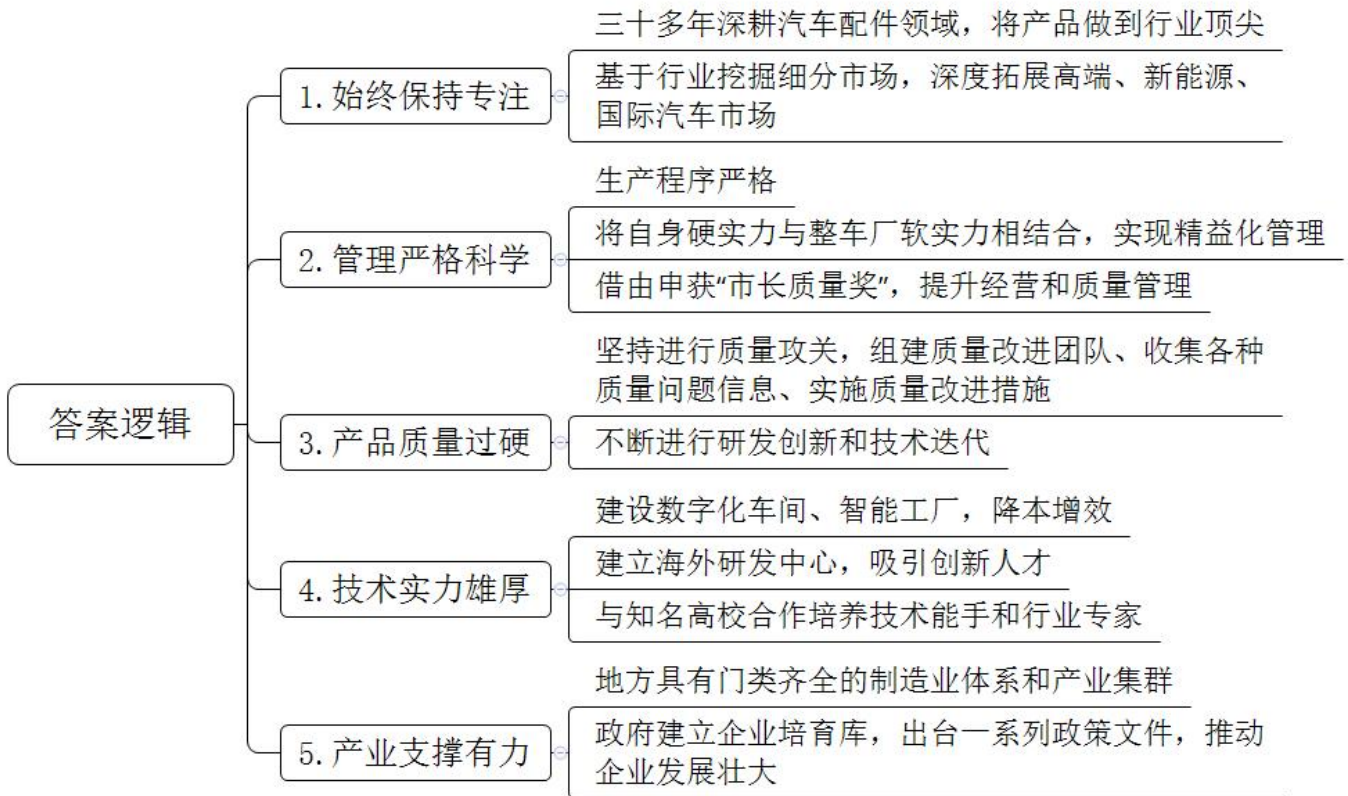 三十多年深耕汽车配件领域，将产品做到行业顶尖
1.始终保持专注
基于行业挖掘细分市场，深度拓展高端、新能源、
国际汽车市场
生产程序严格
2.管理严格科学
将自身硬实力与整车厂软实力相结合，实现精益化管理
借由申获“市长质量奖”，提升经营和质量管理
答案逻辑
坚持进行质量攻关，组建质量改进团队、收集各种
质量问题信息、实施质量改进措施
3.产品质量过硬
不断进行研发创新和技术迭代
建设数字化车间、智能工厂，降本增效
4.技术实力雄厚
建立海外研发中心，吸引创新人才
与知名高校合作培养技术能手和行业专家
地方具有门类齐全的制造业体系和产业集群
5.产业支撑有力
政府建立企业培育库，出台一系列政策文件，推动
企业发展壮大